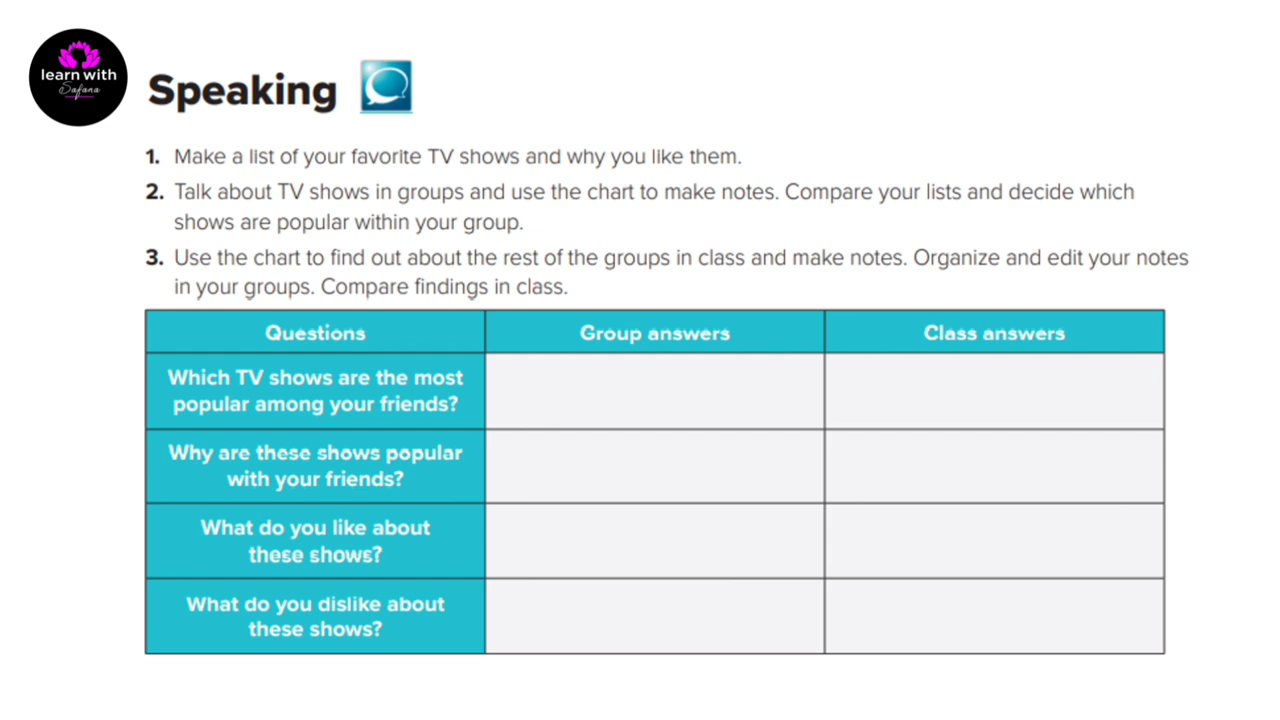 learn with
Safana
Speaking
1. Make a list of your favorite TV shows and why you like them.
2. Talk about TV shows in groups and use the chart to make notes. Compare your lists and decide which
shows are popular within your group.
3. Use the chart to find out about the rest of the groups in class and make notes. Organize and edit your notes
in your groups. Compare findings in class.
Questions
Group answers
Class answers
Which TV shows are the most
popular among your friends?
Why are these shows popular
with your friends?
What do you like about
these shows?
What do you dislike about
these shows?